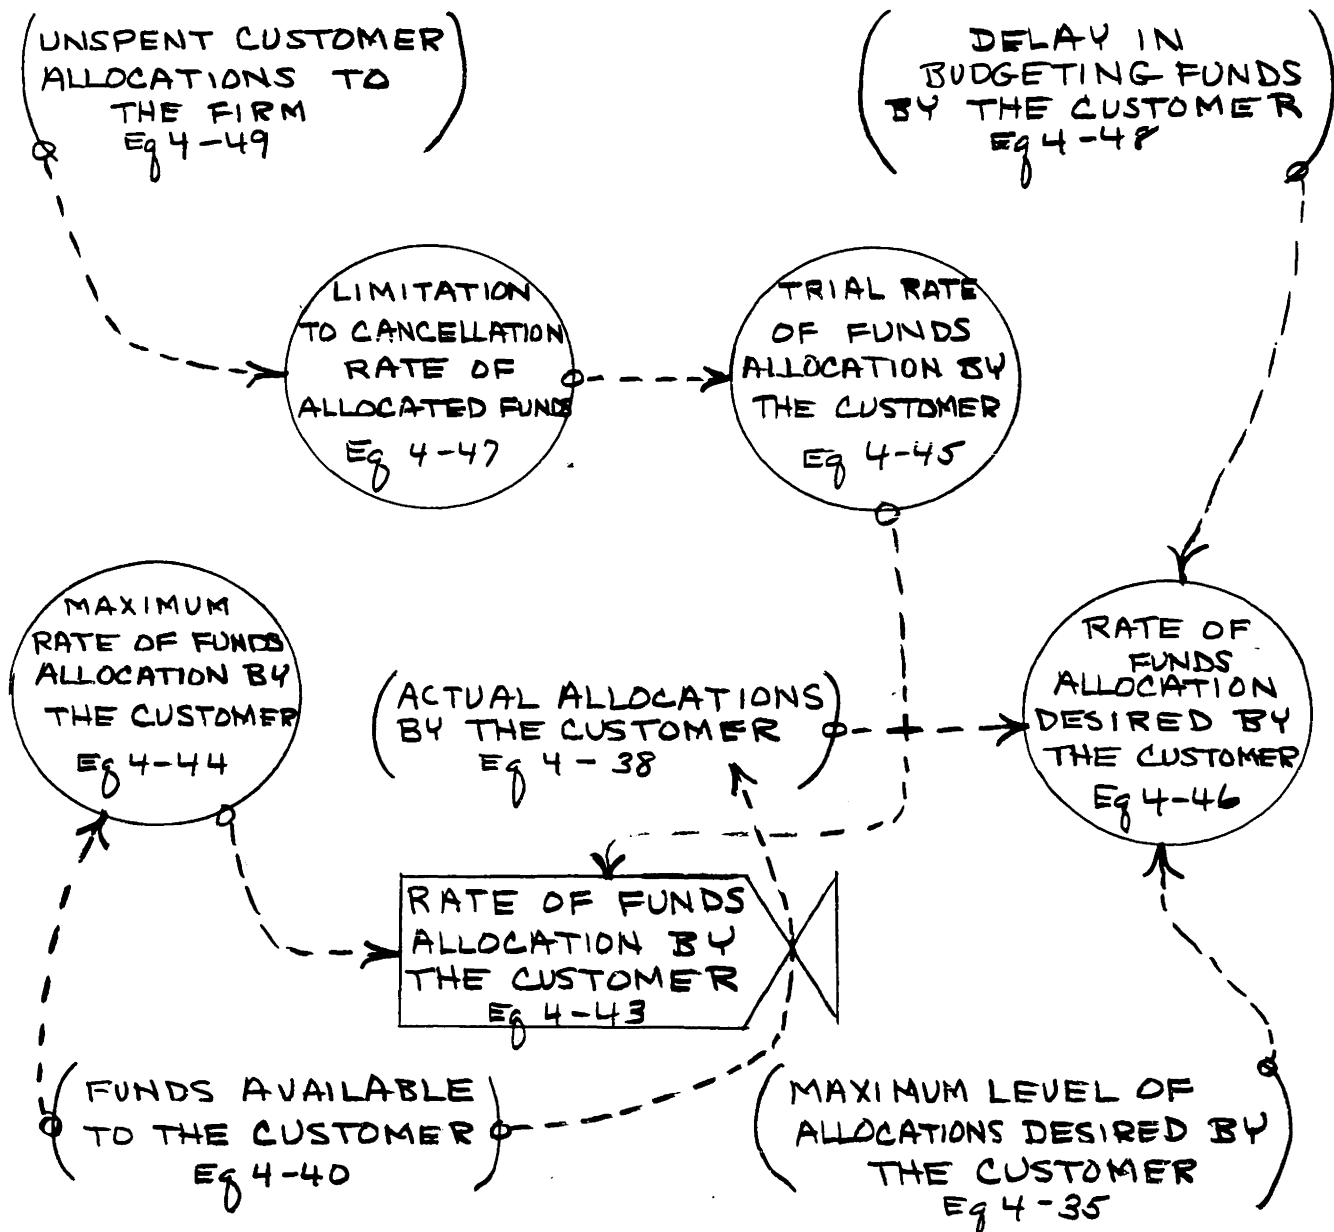 UNSPENT CUSTOMER
ALLOCATIONS TO
THE FIRM
Eq 4-49
DELAY IN
BUDGETING FUNDS
BY THE CUSTOMER
Eq 4-48
LIMITATION
TO CANCELLATION
RATE OF
ALLOCATED FUNDS
Eq 4-47
TRIAL RATE
OF FUNDS
ALLOCATION BY
THE CUSTOMER
Eq 4-45
MAXIMUM
RATE OF FUNDS
ALLOCATION BY
THE CUSTOMER
Eq 4-44
ACTUAL ALLOCATIONS
BY THE CUSTOMER
Eq 4-38
RATE OF
FUNDS
ALLOCATION
DESIRED BY
THE CUSTOMER
Eq 4-46
RATE OF FUNDS
ALLOCATION BY
THE CUSTOMER
Eq 4-43
FUNDS AVAILABLE
TO THE CUSTOMER
Eq 4-40
MAXIMUM LEVEL OF
ALLOCATIONS DESIRED BY
THE CUSTOMER
Eq 4-35